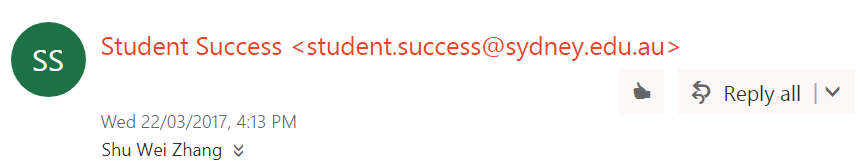 SS
Student Success <student.success@sydney.edu.au>
Reply all
Wed 22/03/2017, 4:13 PM
Shu Wei Zhang